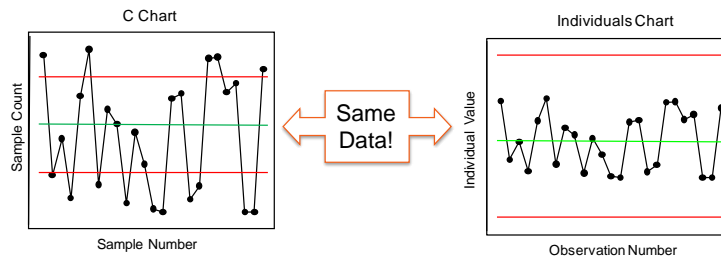 C Chart
Sample Count
Sample Number
Same
Data!
Individuals Chart
Individual Value
Observation Number